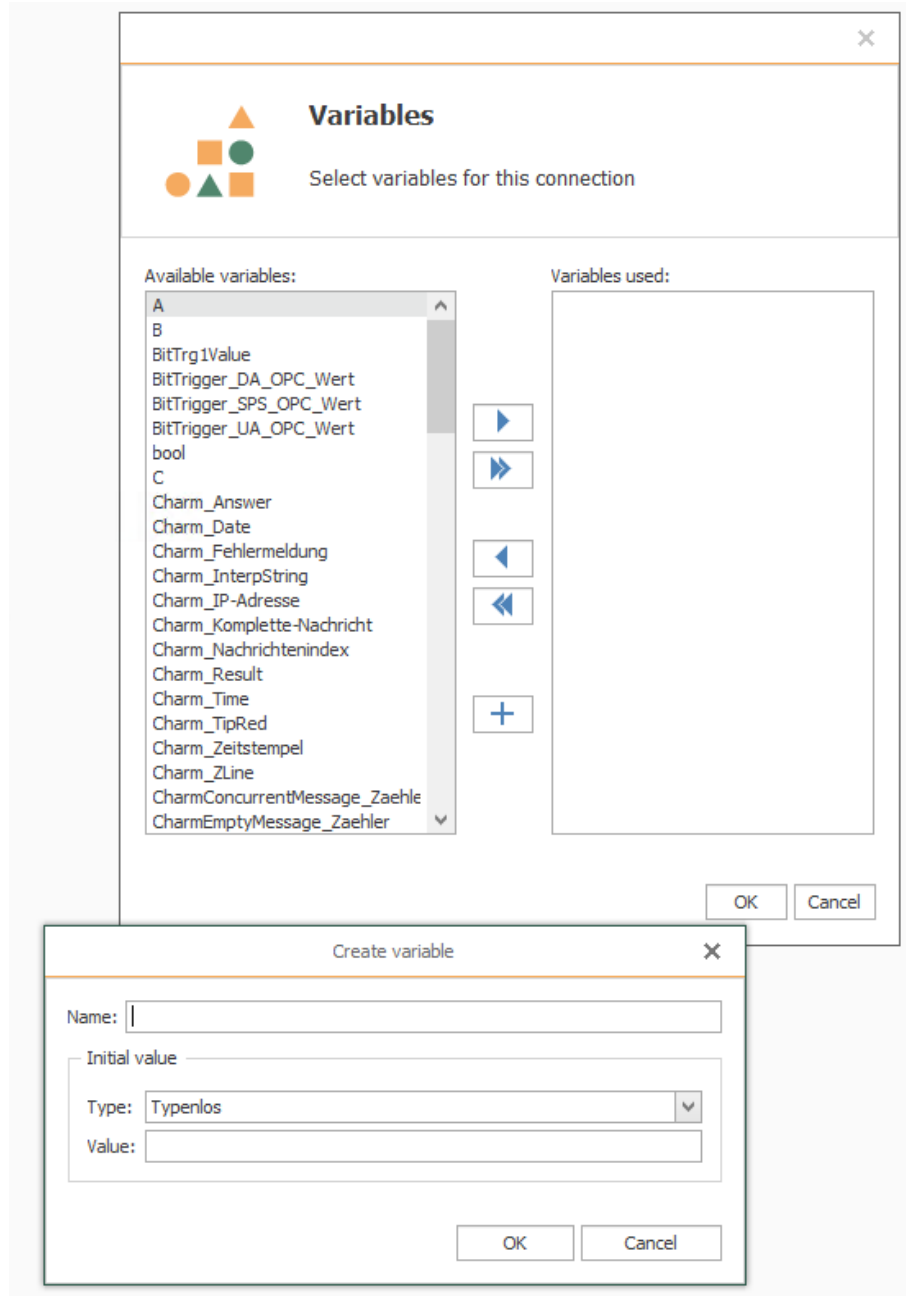 Variables
Select variables for this connection
Available variables:
Variables used:
A
B
BitTrg1Value
BitTrigger_DA_OPC_Wert
BitTrigger_SPS_OPC_Wert
BitTrigger_UA_OPC_Wert
bool
C
Charm_Answer
Charm_Date
Charm_Fehlermeldung
Charm_InterpString
Charm_IP-Adresse
Charm_Komplette-Nachricht
Charm_Nachrichtenindex
Charm_Result
Charm_Time
Charm_TipRed
Charm_Zeitstempel
Charm_ZLine
CharmConcurrentMessage_Zaehle
CharmEmptyMessage_Zaehler
OK Cancel
Create variable
Name:
Initial value
Type: Typenlos
Value:
OK Cancel